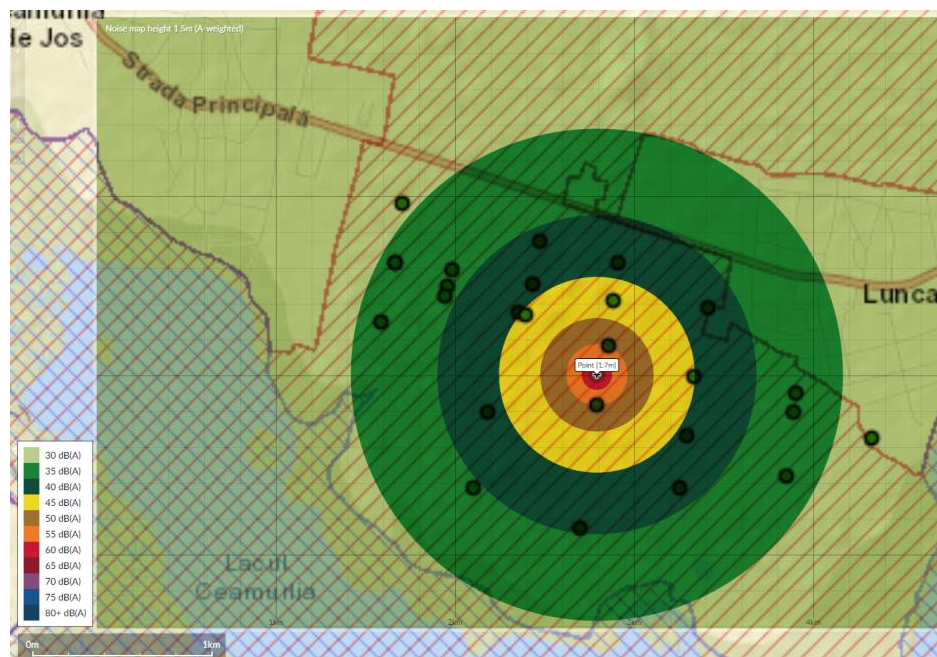 Ceamurlia
de Jos
Noise map height 1.5m (A-weighted)
Strada Principală
Lunca
Point [1.7m]
30 dB(A)
35 dB(A)
40 dB(A)
45 dB(A)
50 dB(A)
55 dB(A)
60 dB(A)
65 dB(A)
70 dB(A)
75 dB(A)
80+ dB(A)
Lacul
Ceamurlia
1km
2km
3km
4km
0m
1km